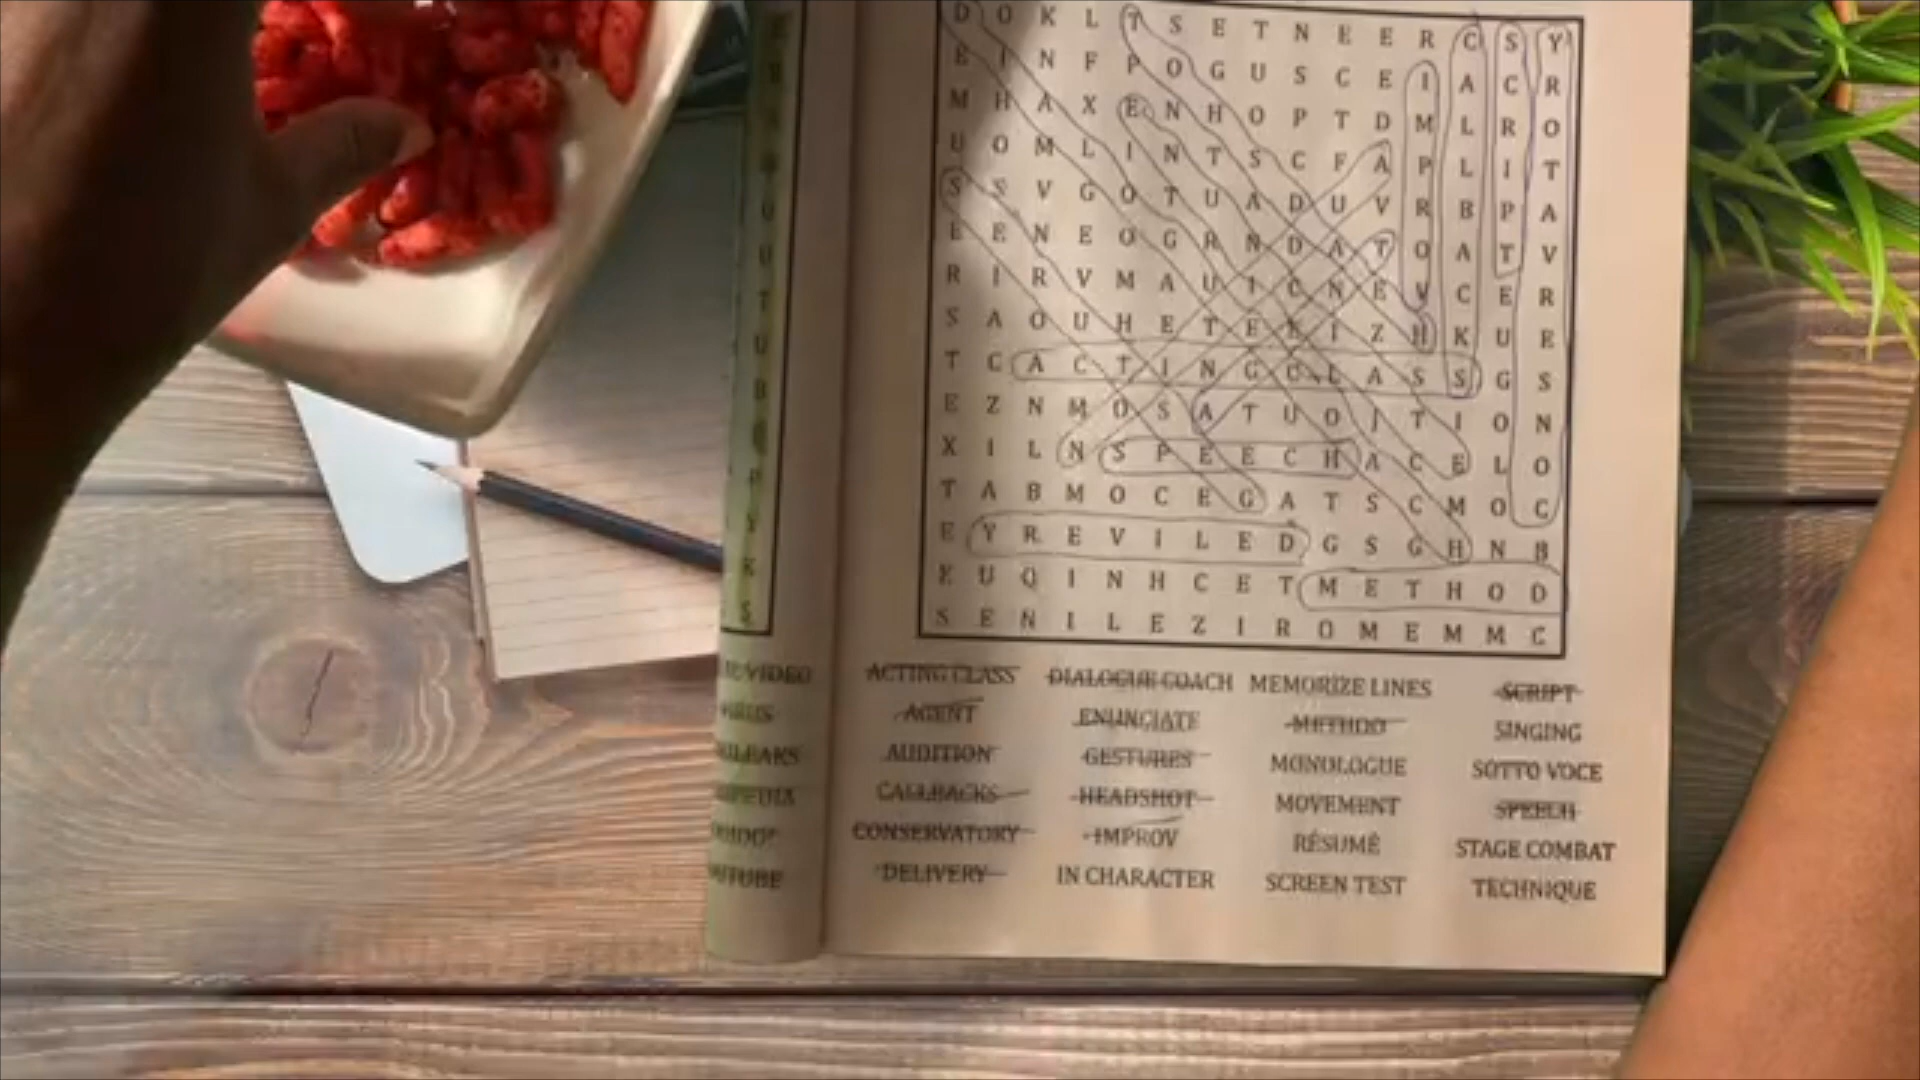 D O K L T S E T N E E R C S Y
E I N F P O G U S C E I A C R
M H A X E N H O P T D M L R O
U O M L I N T S C F A P L I T
S S V G O T U A D U V R B P A
E E N E O G R N D A T O A T V
R I R V M A U I C N E V C E R
S A O U H E T E K I Z H K U E
T C A C T I N G C L A S S G S
E Z N M O S A T U O J T I O N
X I L N S P E E C H A C E L O
T A B M O C E G A T S C M O C
E Y R E V I L E D G S G H N B
E U Q I N H C E T M E T H O D
S E N I L E Z I R O M E M M C
ACTING CLASS DIALOGUE COACH MEMORIZE LINES SCRIPT
AGENT ENUNCIATE METHOD SINGING
AUDITION GESTURES MONOLOGUE SOTTO VOCE
CALLBACKS HEADSHOT MOVEMENT SPEECH
CONSERVATORY IMPROV RÉSUMÉ STAGE COMBAT
DELIVERY IN CHARACTER SCREEN TEST TECHNIQUE